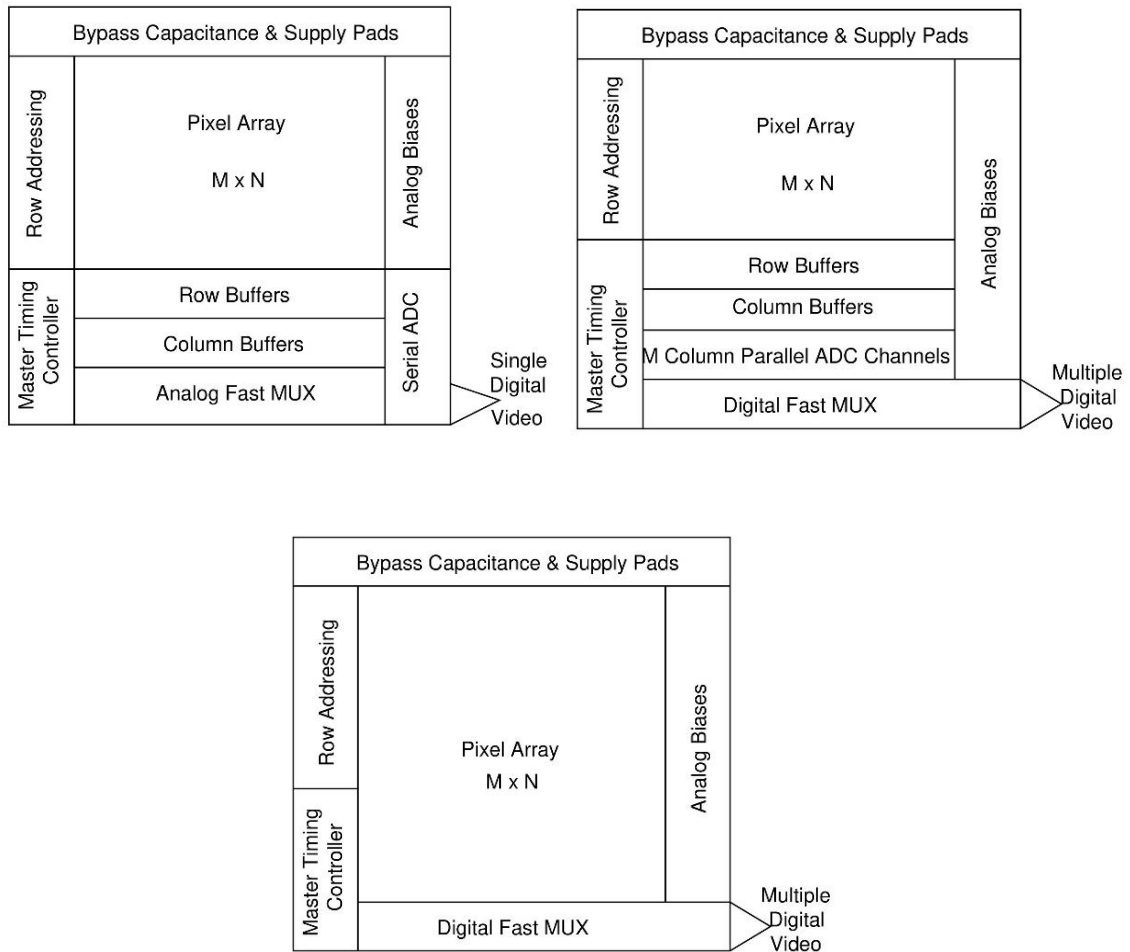 Bypass Capacitance & Supply Pads
Row Addressing
Pixel Array
M x N
Analog Biases
Master Timing
Controller
Row Buffers
Column Buffers
Analog Fast MUX
Serial ADC
Single
Digital
Video
Bypass Capacitance & Supply Pads
Row Addressing
Pixel Array
M x N
Analog Biases
Master Timing
Controller
Row Buffers
Column Buffers
M Column Parallel ADC Channels
Digital Fast MUX
Multiple
Digital
Video
Bypass Capacitance & Supply Pads
Row Addressing
Pixel Array
M x N
Analog Biases
Master Timing
Controller
Digital Fast MUX
Multiple
Digital
Video